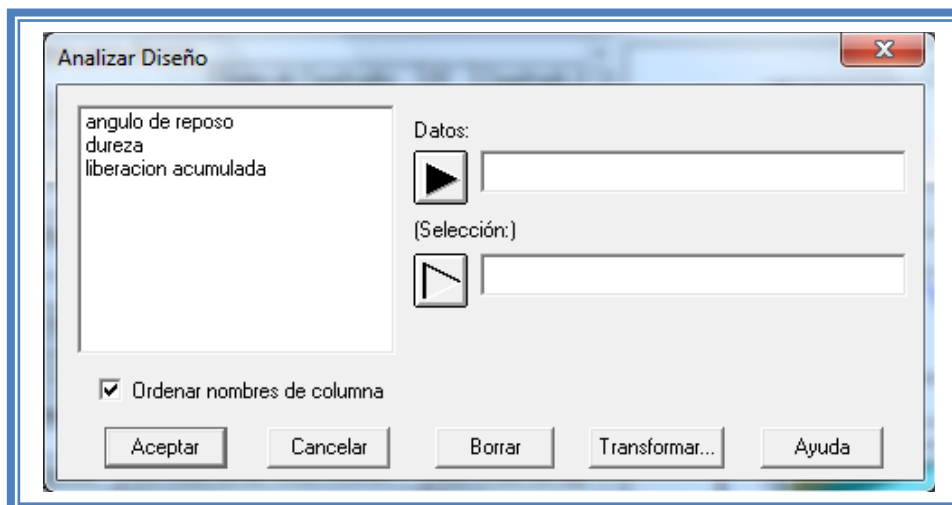 Analizar Diseño
angulo de reposo
dureza
liberacion acumulada
Datos:
(Selección:)
Ordenar nombres de columna
Aceptar
Cancelar
Borrar
Transformar...
Ayuda